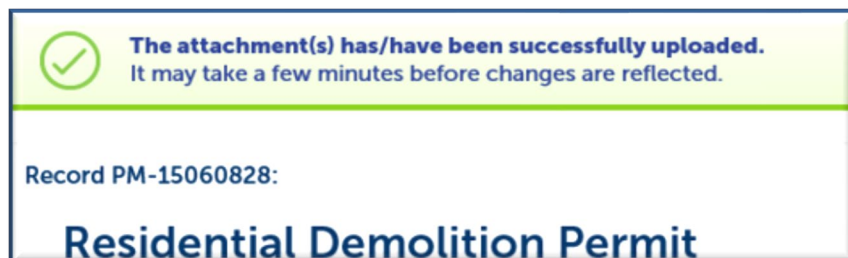 The attachment(s) has/have been successfully uploaded.
It may take a few minutes before changes are reflected.
Record PM-15060828:
Residential Demolition Permit